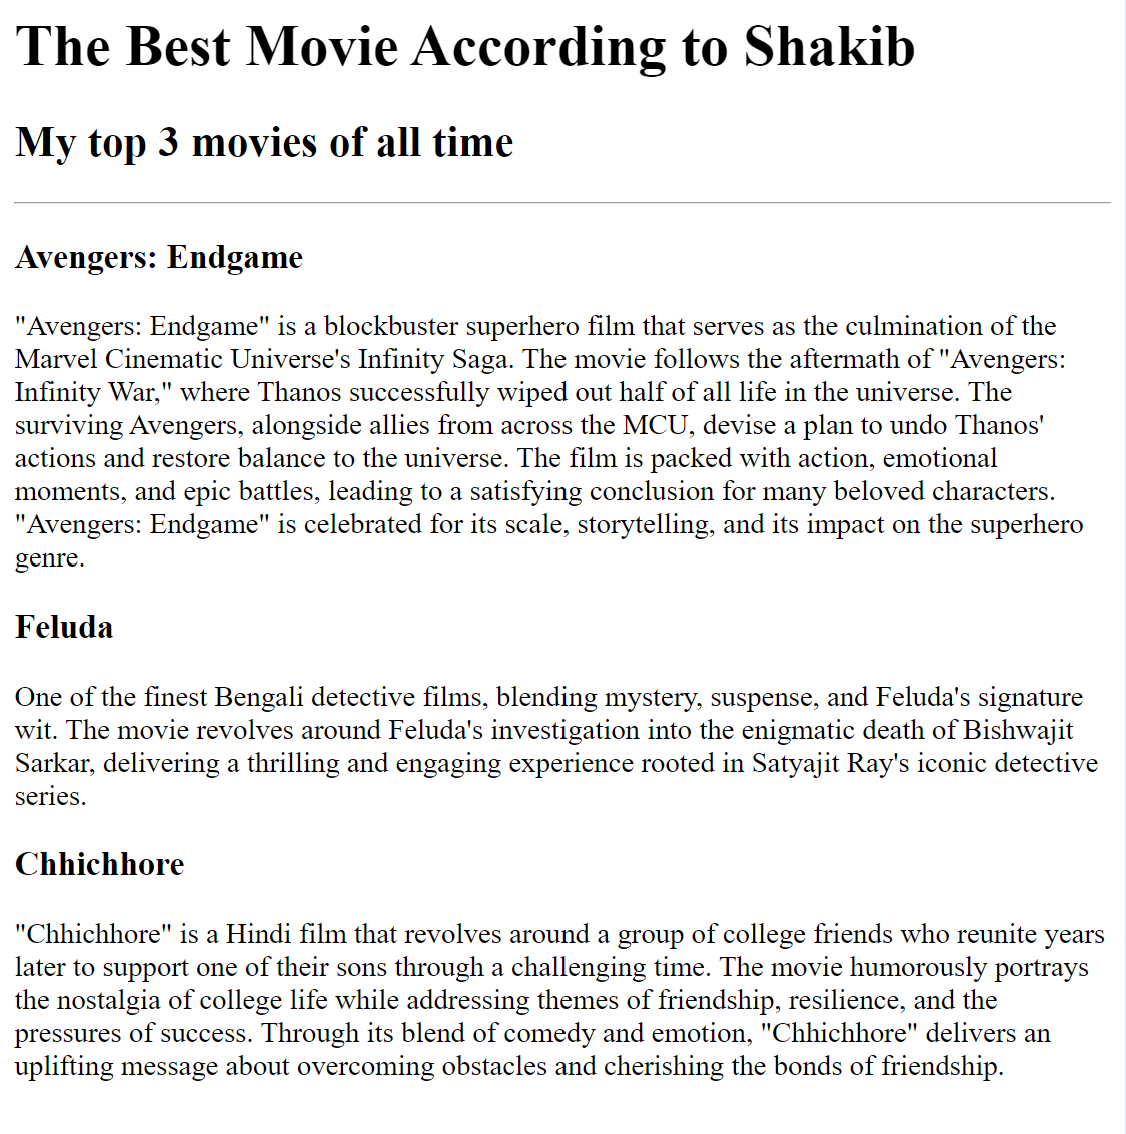 The Best Movie According to Shakib
My top 3 movies of all time
Avengers: Endgame
"Avengers: Endgame" is a blockbuster superhero film that serves as the culmination of the
Marvel Cinematic Universe's Infinity Saga. The movie follows the aftermath of "Avengers:
Infinity War," where Thanos successfully wiped out half of all life in the universe. The
surviving Avengers, alongside allies from across the MCU, devise a plan to undo Thanos'
actions and restore balance to the universe. The film is packed with action, emotional
moments, and epic battles, leading to a satisfying conclusion for many beloved characters.
"Avengers: Endgame" is celebrated for its scale, storytelling, and its impact on the superhero
genre.
Feluda
One of the finest Bengali detective films, blending mystery, suspense, and Feluda's signature
wit. The movie revolves around Feluda's investigation into the enigmatic death of Bishwajit
Sarkar, delivering a thrilling and engaging experience rooted in Satyajit Ray's iconic detective
series.
Chhichhore
"Chhichhore" is a Hindi film that revolves around a group of college friends who reunite years
later to support one of their sons through a challenging time. The movie humorously portrays
the nostalgia of college life while addressing themes of friendship, resilience, and the
pressures of success. Through its blend of comedy and emotion, "Chhichhore" delivers an
uplifting message about overcoming obstacles and cherishing the bonds of friendship.